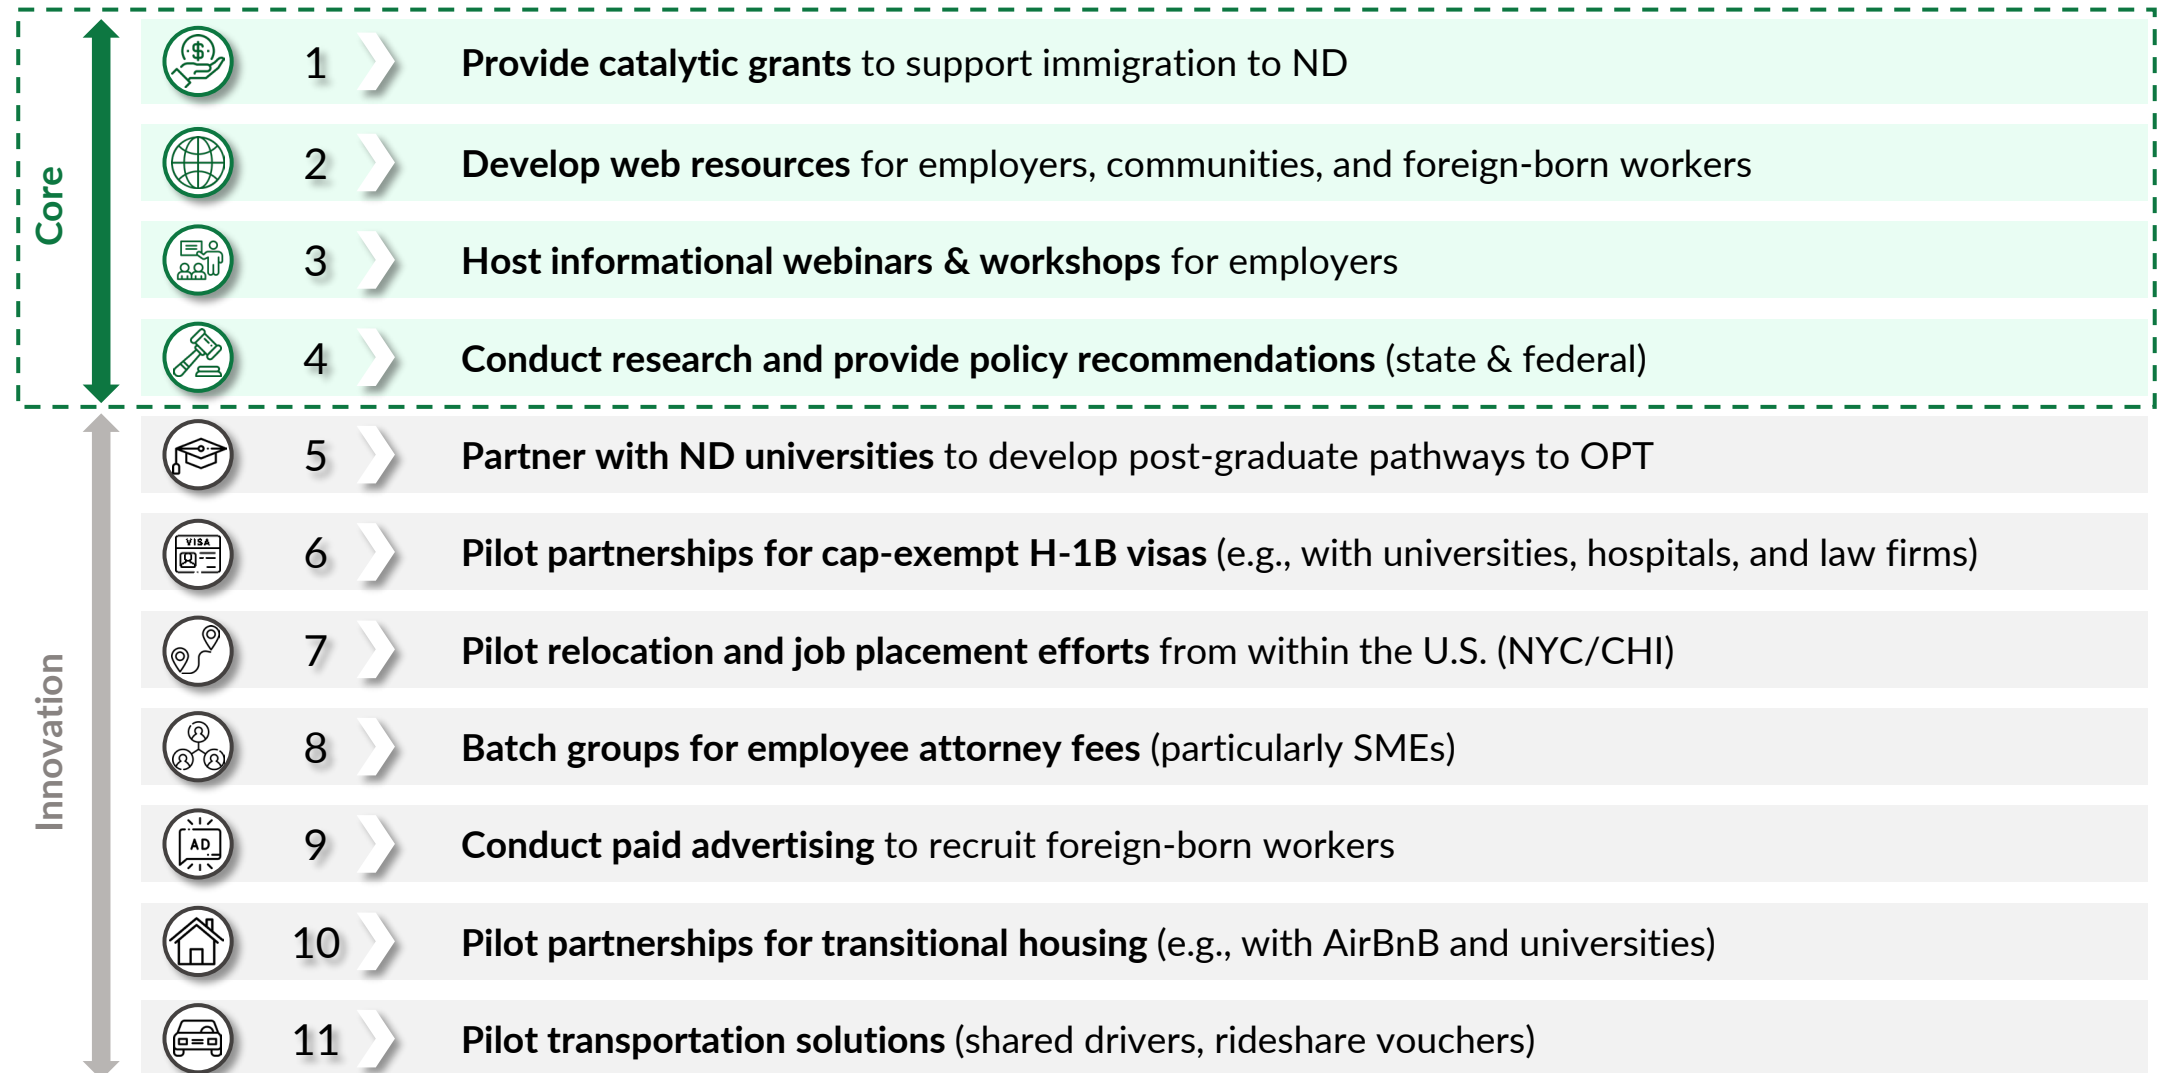 Core
1 Provide catalytic grants to support immigration to ND
2 Develop web resources for employers, communities, and foreign-born workers
3 Host informational webinars & workshops for employers
4 Conduct research and provide policy recommendations (state & federal)
Innovation
5 Partner with ND universities to develop post-graduate pathways to OPT
VISA
6 Pilot partnerships for cap-exempt H-1B visas (e.g., with universities, hospitals, and law firms)
7 Pilot relocation and job placement efforts from within the U.S. (NYC/CHI)
8 Batch groups for employee attorney fees (particularly SMEs)
AD
9 Conduct paid advertising to recruit foreign-born workers
10 Pilot partnerships for transitional housing (e.g., with AirBnB and universities)
11 Pilot transportation solutions (shared drivers, rideshare vouchers)